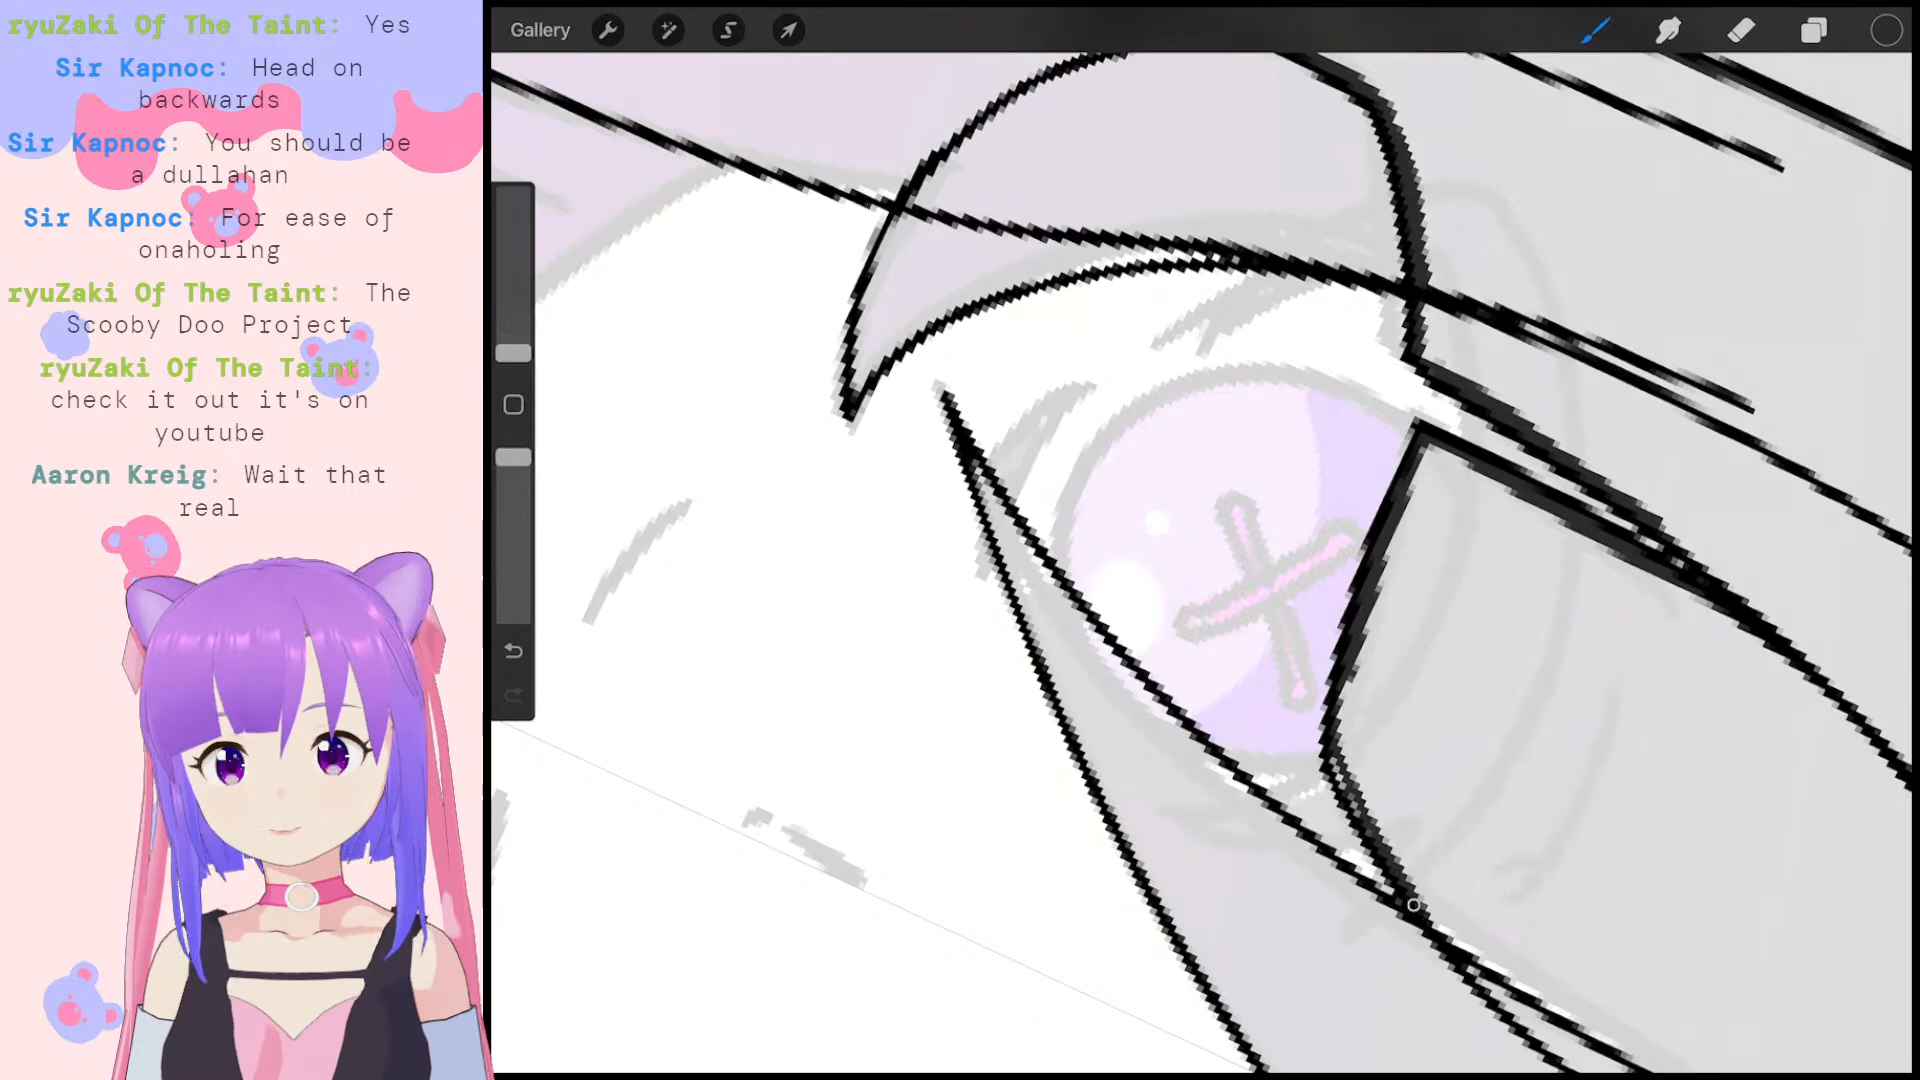 ryuZaki Of The Taint: Yes
Sir Kapnoc: Head on
backwards
Sir Kapnoc: You should be
a dullahan
Sir Kapnoc: For ease of
onaholing
ryuZaki Of The Taint: The
Scooby Doo Project
ryuZaki Of The Taint:
check it out it's on
youtube
Aaron Kreig: Wait that
real
Gallery